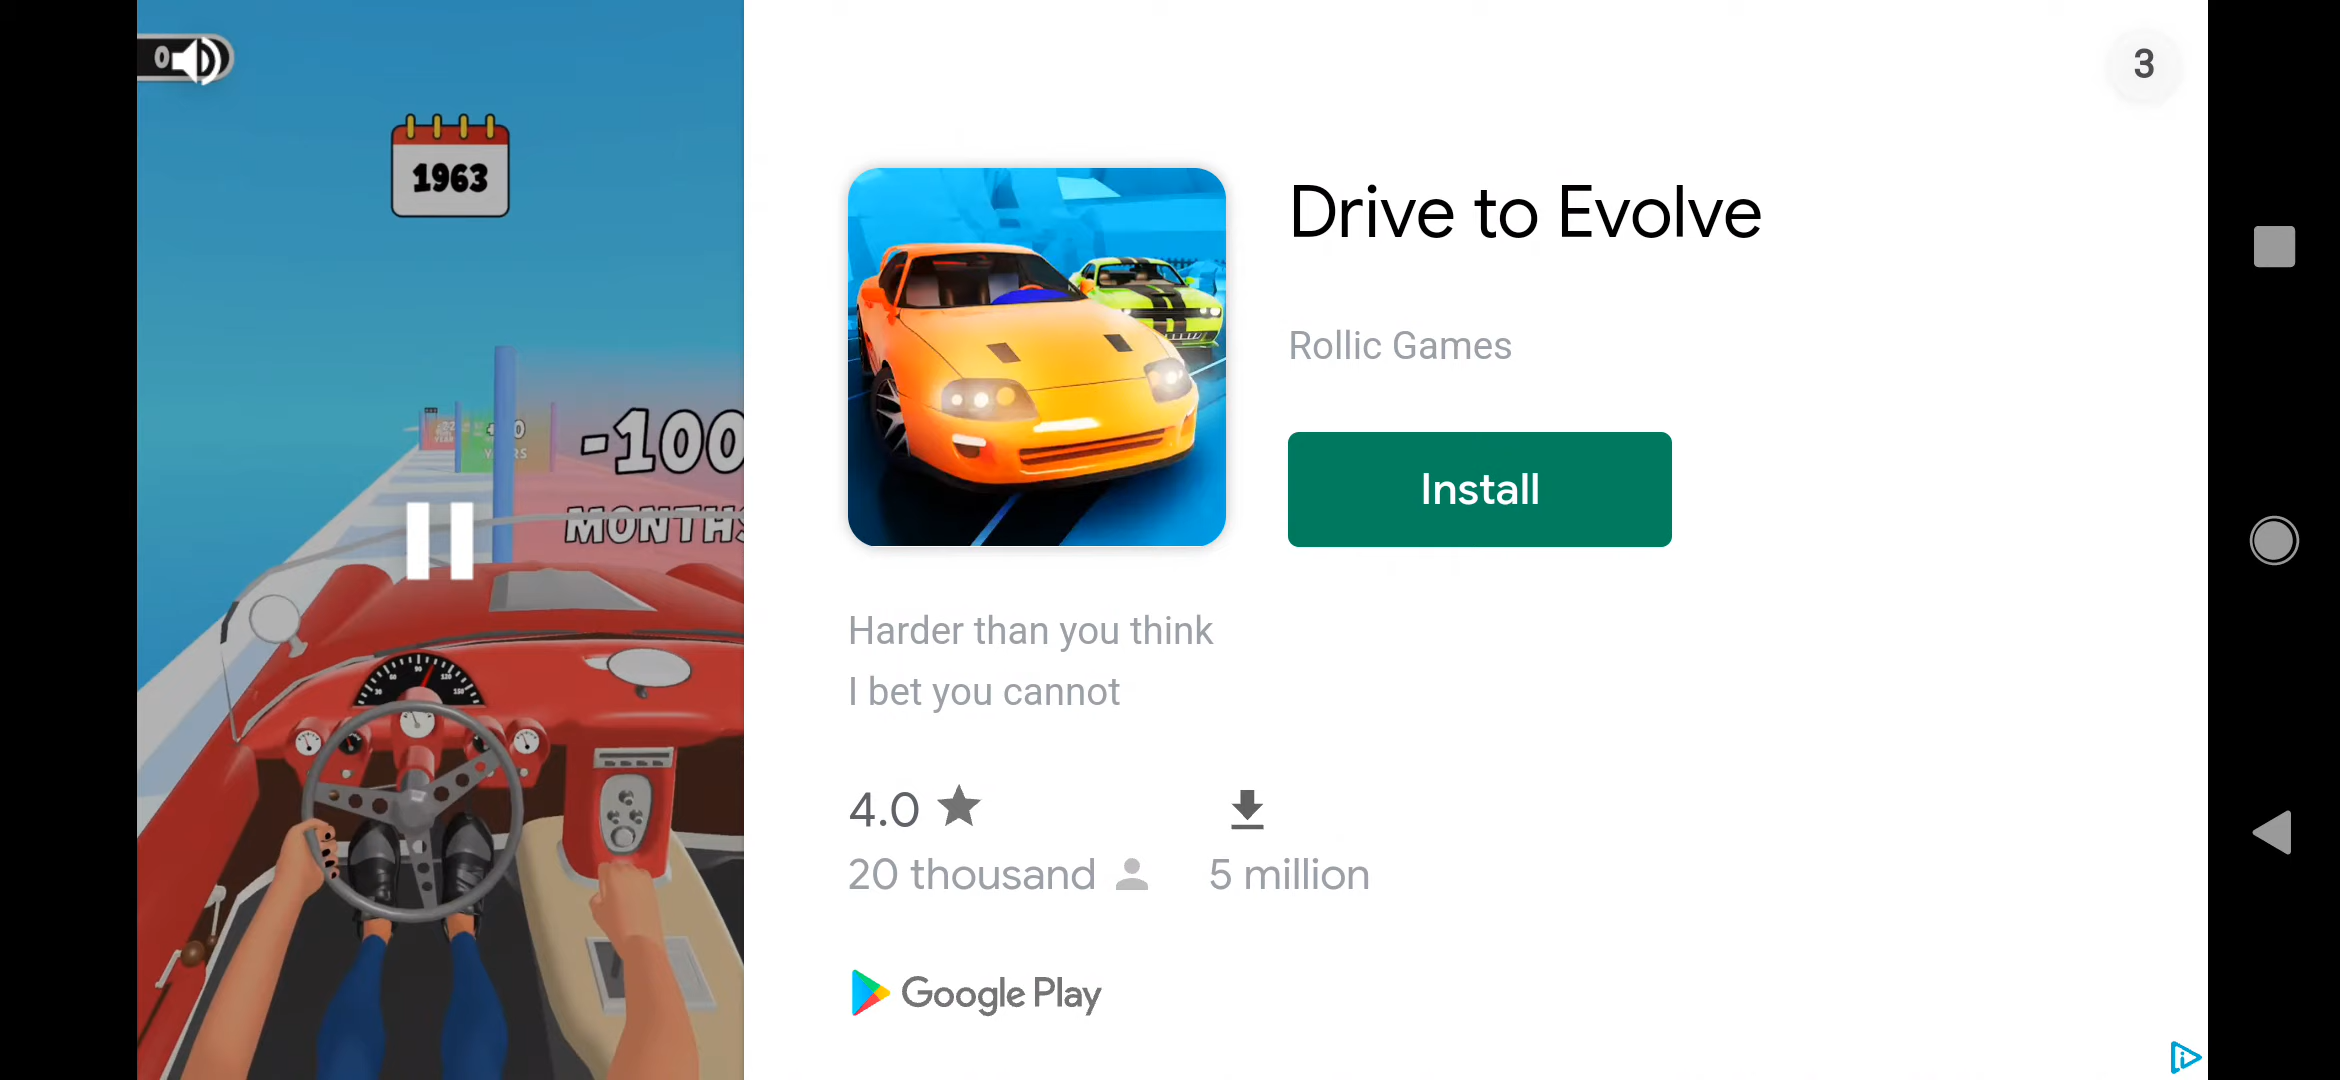 0
3
1963
Drive to Evolve
Rollic Games
-100
MONTHS
Install
Harder than you think
I bet you cannot
4.0
20 thousand
5 million
Google Play